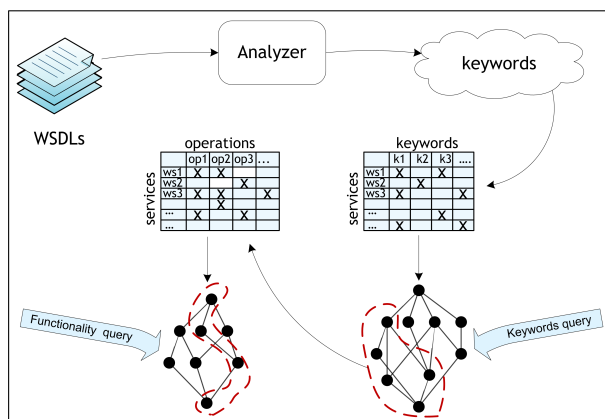 Analyzer
keywords
WSDLs
operations
op1 op2 op3 ...
services
ws1 X X
ws2 X
ws3 X X X
X
... X X
...
keywords
k1 k2 k3 ....
services
ws1 X X
ws2 X
ws3 X X
... X
... X X
Functionality query
Keywords query